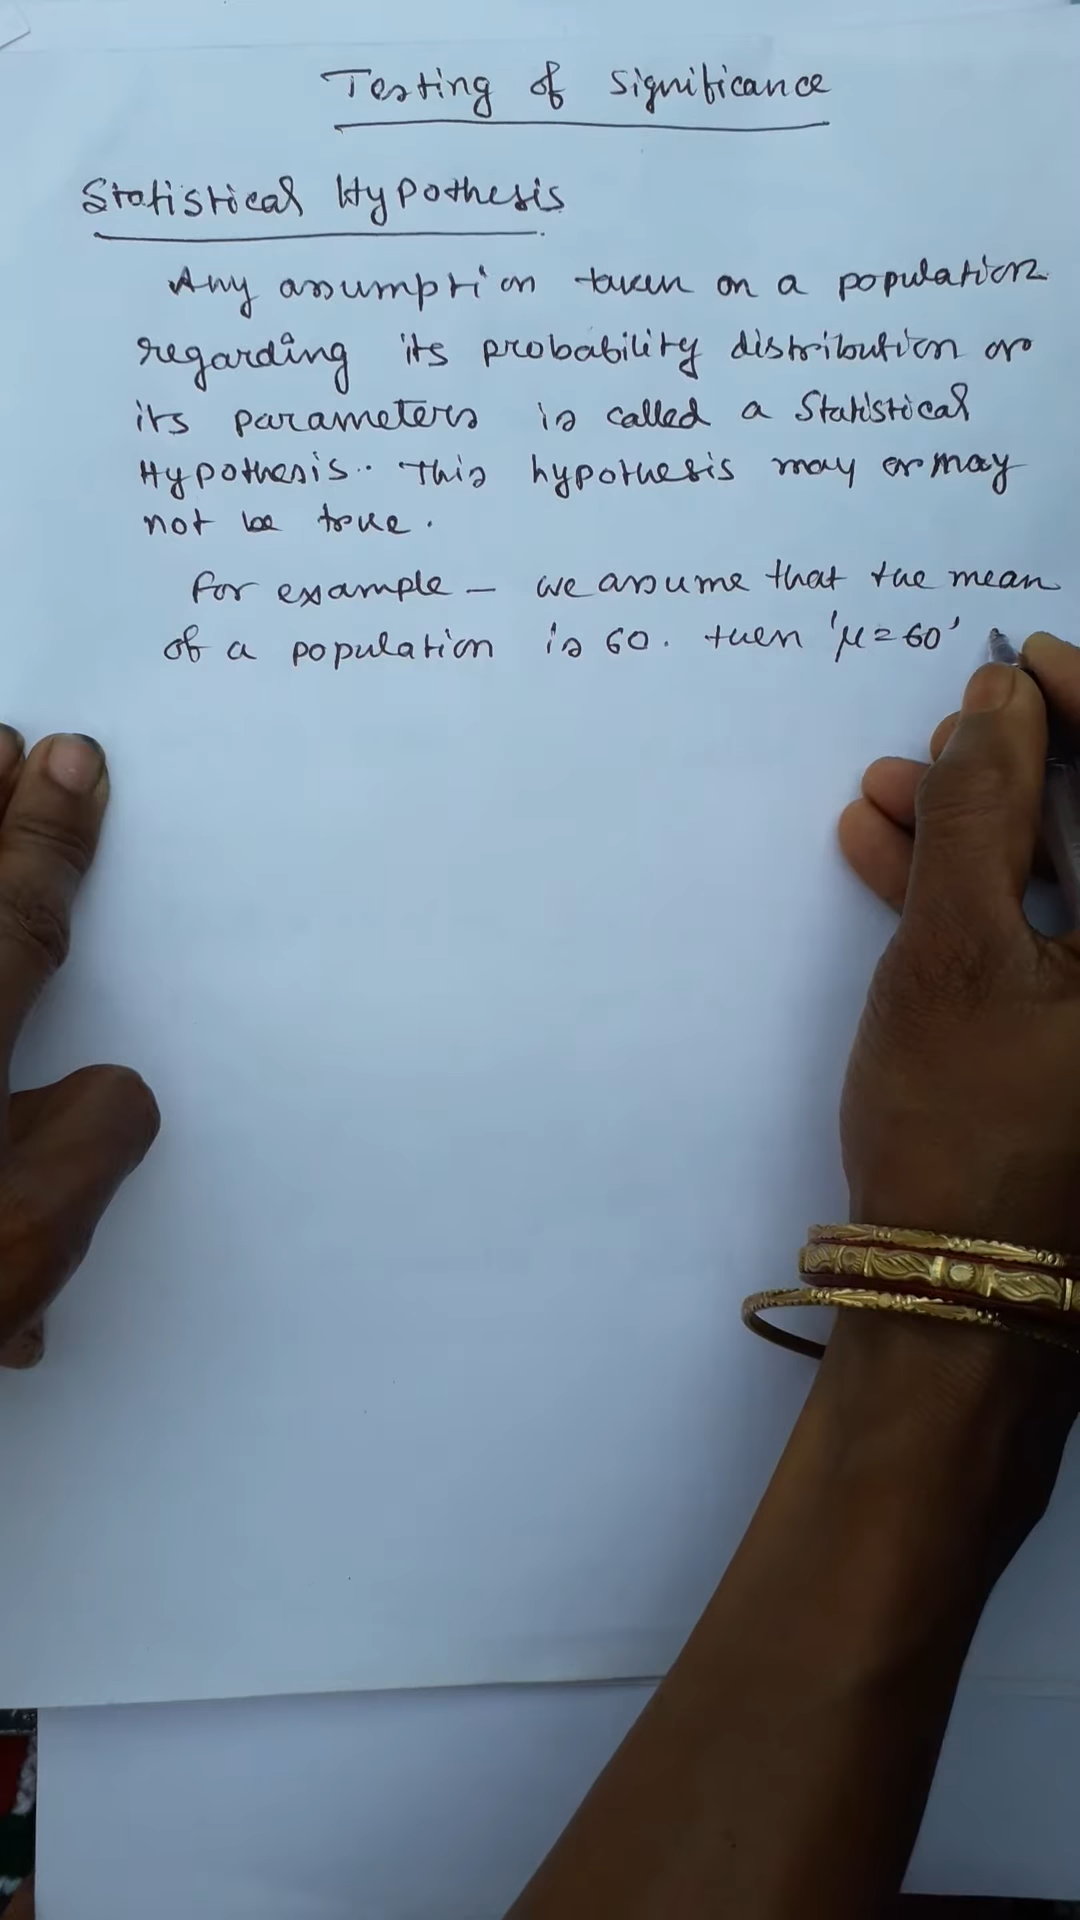 Testing of Significance
Statistical Hypothesis
Any assumption taken on a population
regarding its probability distribution or
its parameters is called a Statistical
Hypothesis.. This hypothesis may or may
not be true.
For example - we assume that the mean
of a population is 60. then 'μ=60'